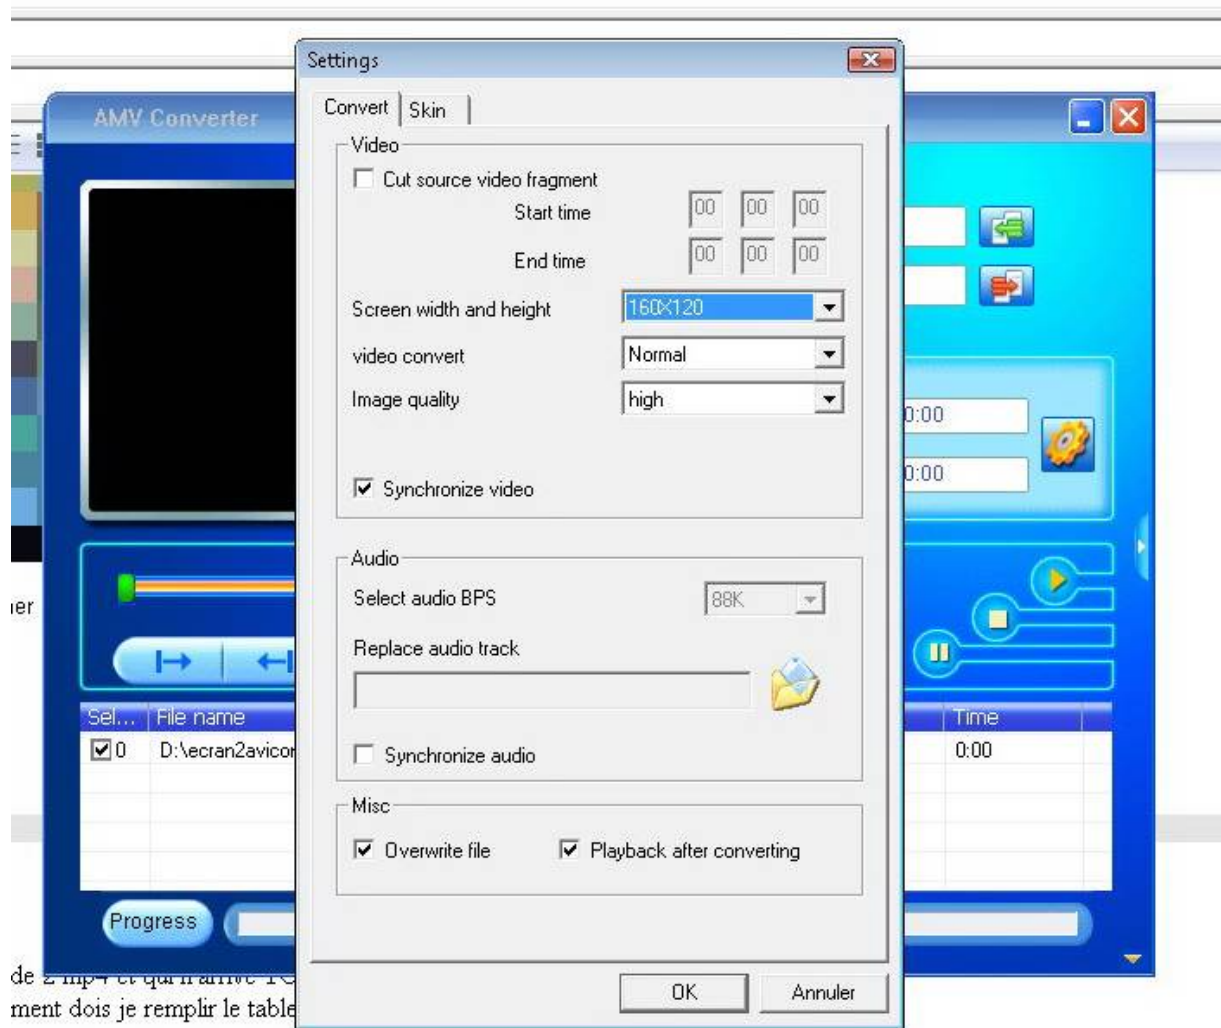 Settings
AMV Converter
Convert
Skin
Video
Cut source video fragment
Start time
00 00 00
End time
00 00 00
Screen width and height
160X120
video convert
Normal
Image quality
high
0:00
0:00
Synchronize video
Audio
Select audio BPS
88K
Replace audio track
Sel... File name Time
0 D:\ecran2avicor 0:00
Synchronize audio
Misc
Overwrite file
Playback after converting
Progress
OK
Annuler
ment dois je remplir le table